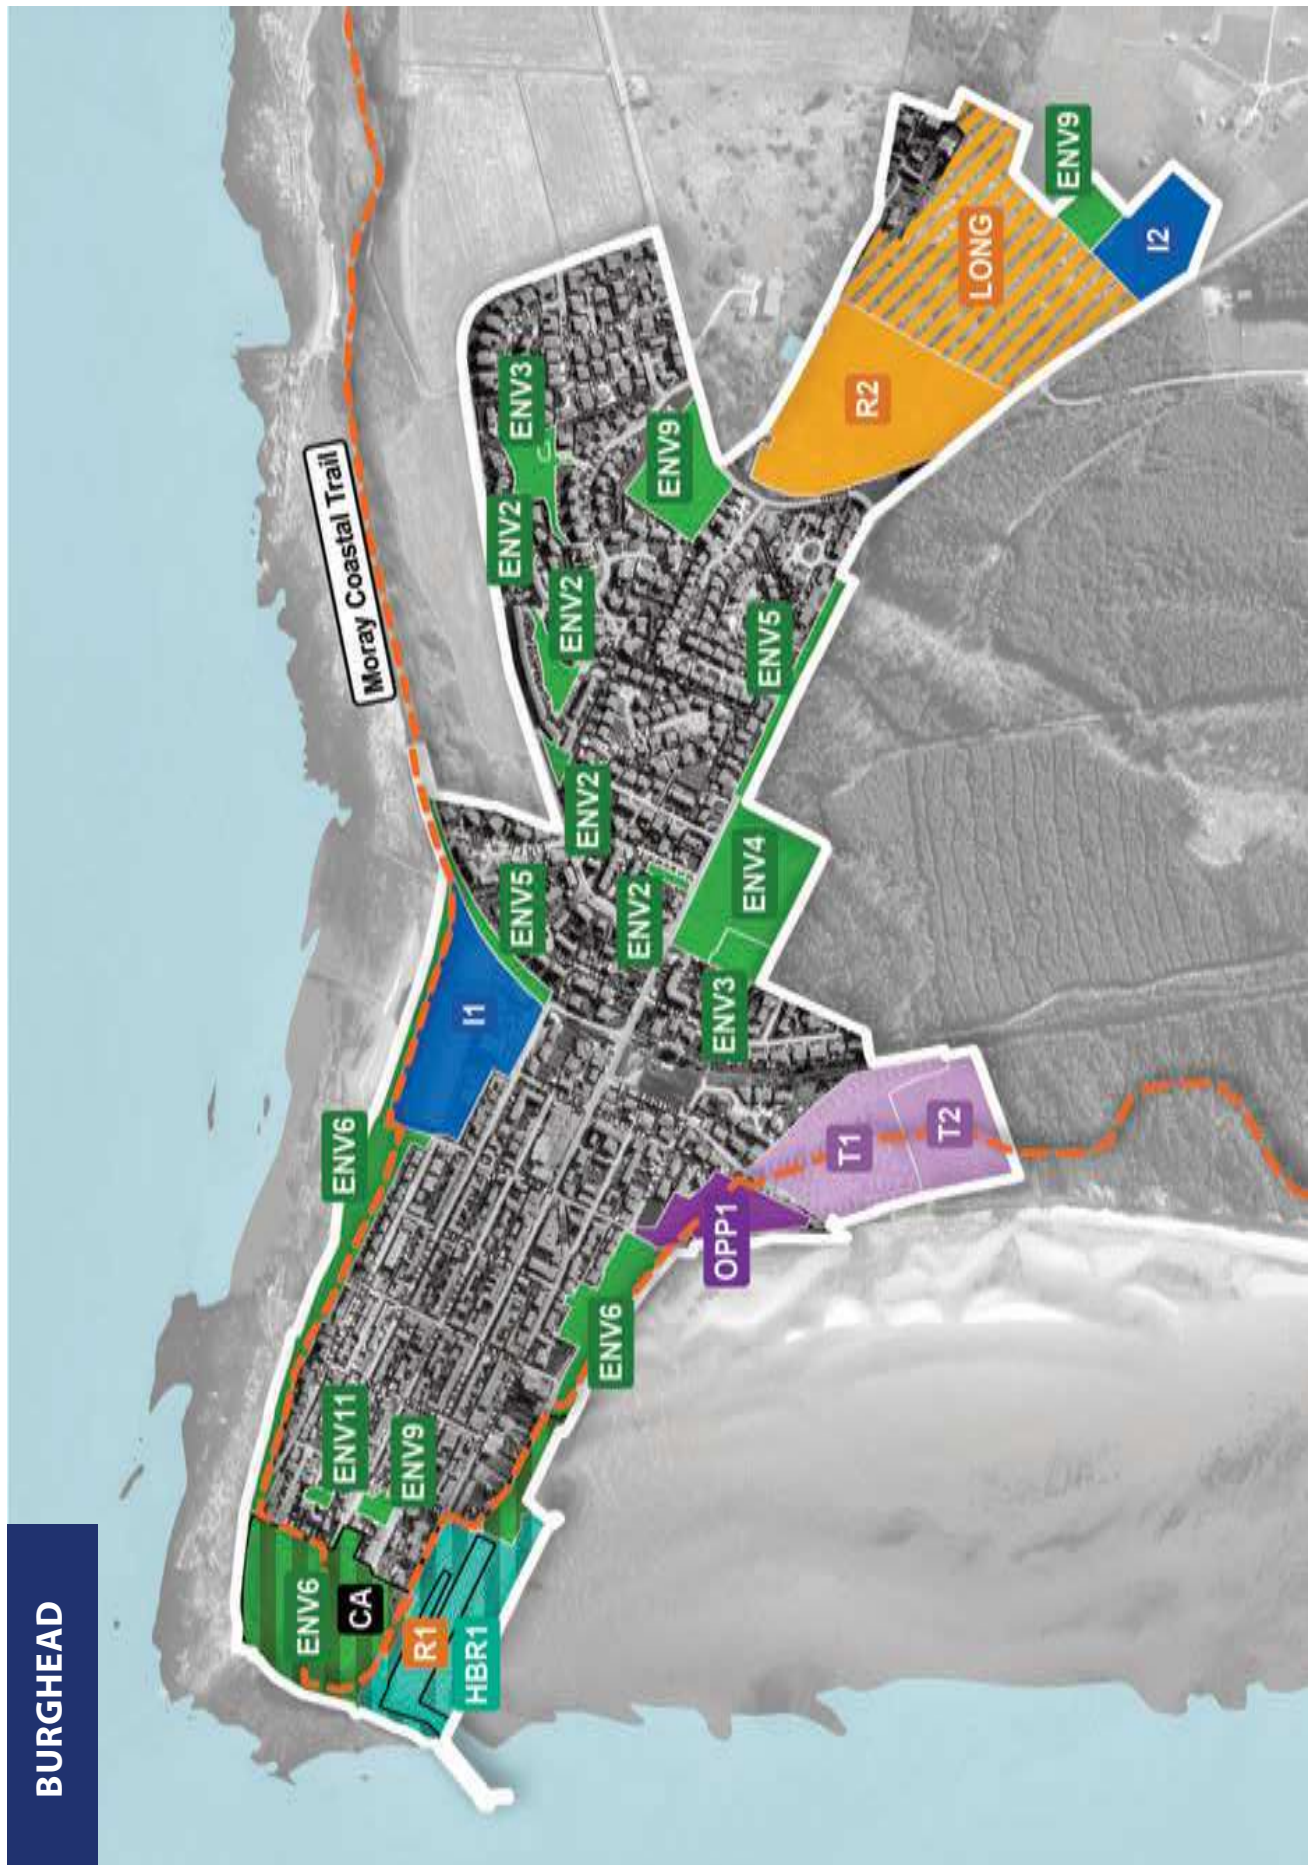 BURGHEAD
Moray Coastal Trail
ENV6
CA
R1
HBR1
ENV11
ENV9
ENV6
ENV6
I1
OPP1
T1
T2
ENV5
ENV2
ENV3
ENV4
ENV2
ENV2
ENV2
ENV3
ENV5
ENV9
R2
LONG
ENV9
I2